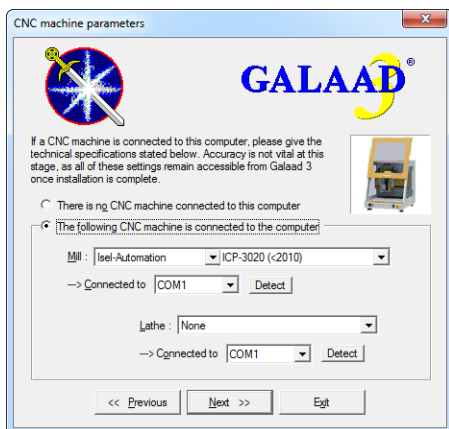 CNC machine parameters
x
GALAAD®
3
If a CNC machine is connected to this computer, please give the
technical specifications stated below. Accuracy is not vital at this
stage, as all of these settings remain accessible from Galaad 3
once installation is complete.
There is no CNC machine connected to this computer
The following CNC machine is connected to the computer
Mill : Isel-Automation ICP-3020 (<2010)
---> Connected to COM1 Detect
Lathe : None
---> Connected to COM1 Detect
<< Previous Next >> Exit